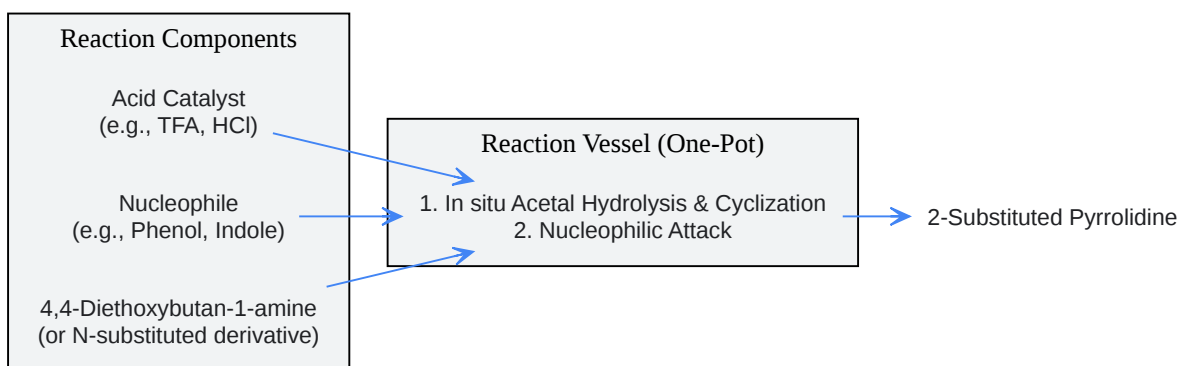 Reaction Components
Acid Catalyst
(e.g., TFA, HCl)
Nucleophile
(e.g., Phenol, Indole)
4,4-Diethoxybutan-1-amine
(or N-substituted derivative)
Reaction Vessel (One-Pot)
1. In situ Acetal Hydrolysis & Cyclization
2. Nucleophilic Attack
2-Substituted Pyrrolidine